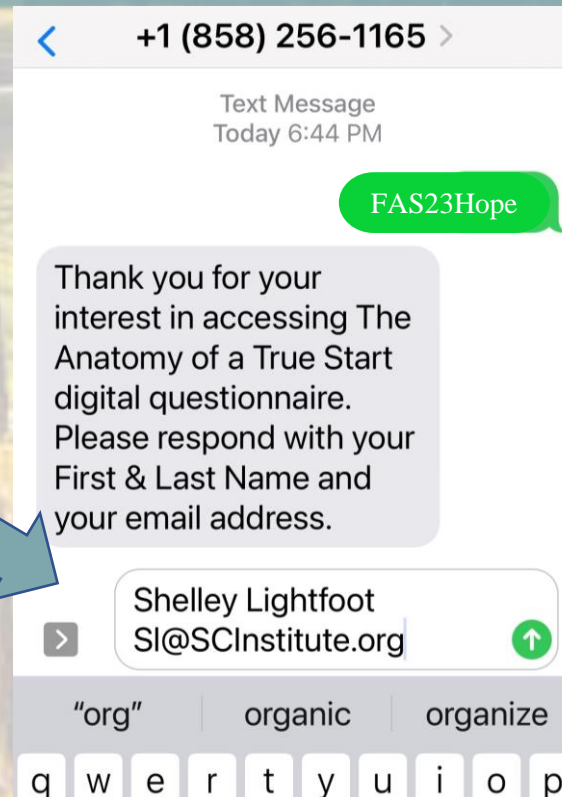 +1 (858) 256-1165 >
Text Message
Today 6:44 PM
FAS23Hope
Thank you for your
interest in accessing The
Anatomy of a True Start
digital questionnaire.
Please respond with your
First & Last Name and
your email address.
Shelley Lightfoot
Sl@SCInstitute.org
"org" organic organize
q w e r t y u i o p